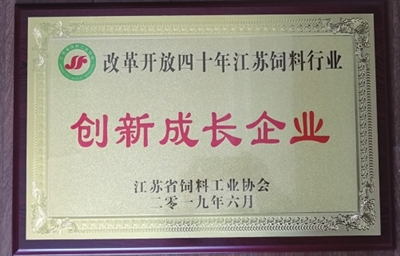 改革开放四十年江苏饲料行业
创新成长企业
江苏省饲料工业协会
二零一九年六月